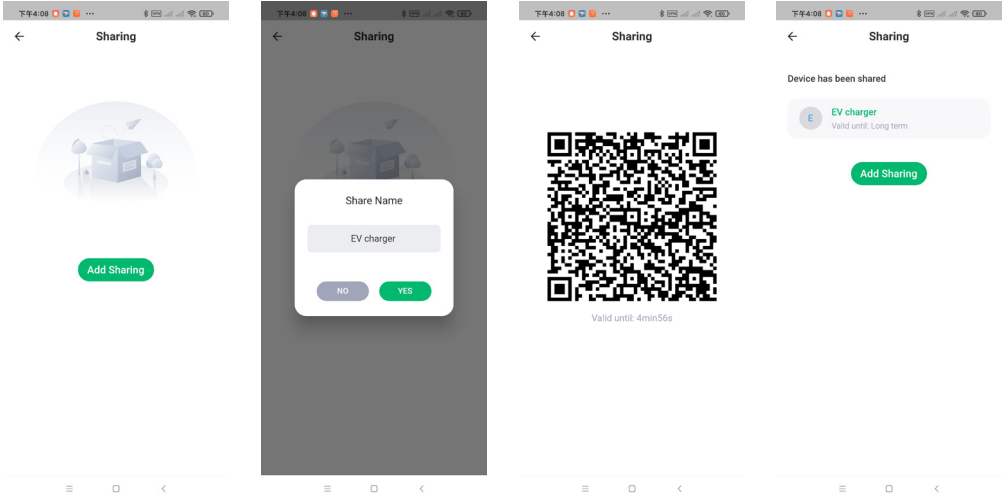 下午4:08
Sharing
Add Sharing
下午4:08
Sharing
Share Name
EV charger
NO
YES
下午4:08
Sharing
Valid until: 4min56s
下午4:08
Sharing
Device has been shared
E
EV charger
Valid until: Long term
Add Sharing